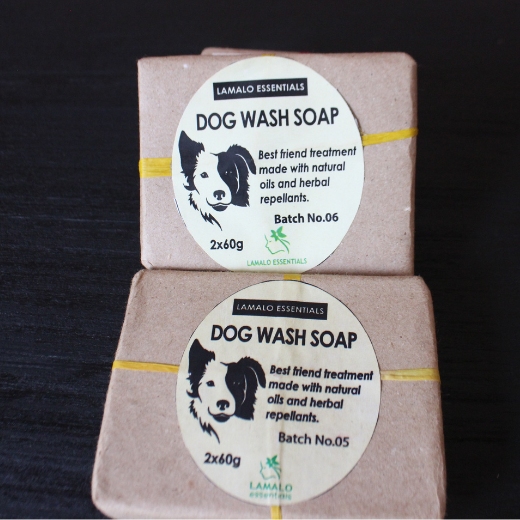 LAMALO ESSENTIALS
DOG WASH SOAP
Best friend treatment
made with natural
oils and herbal
repellants.
Batch No.06
2x60g
LAMALO ESSENTIALS
LAMALO ESSENTIALS
DOG WASH SOAP
Best friend treatment
made with natural
oils and herbal
repellants.
Batch No.05
2x60g
LAMALO
essentials